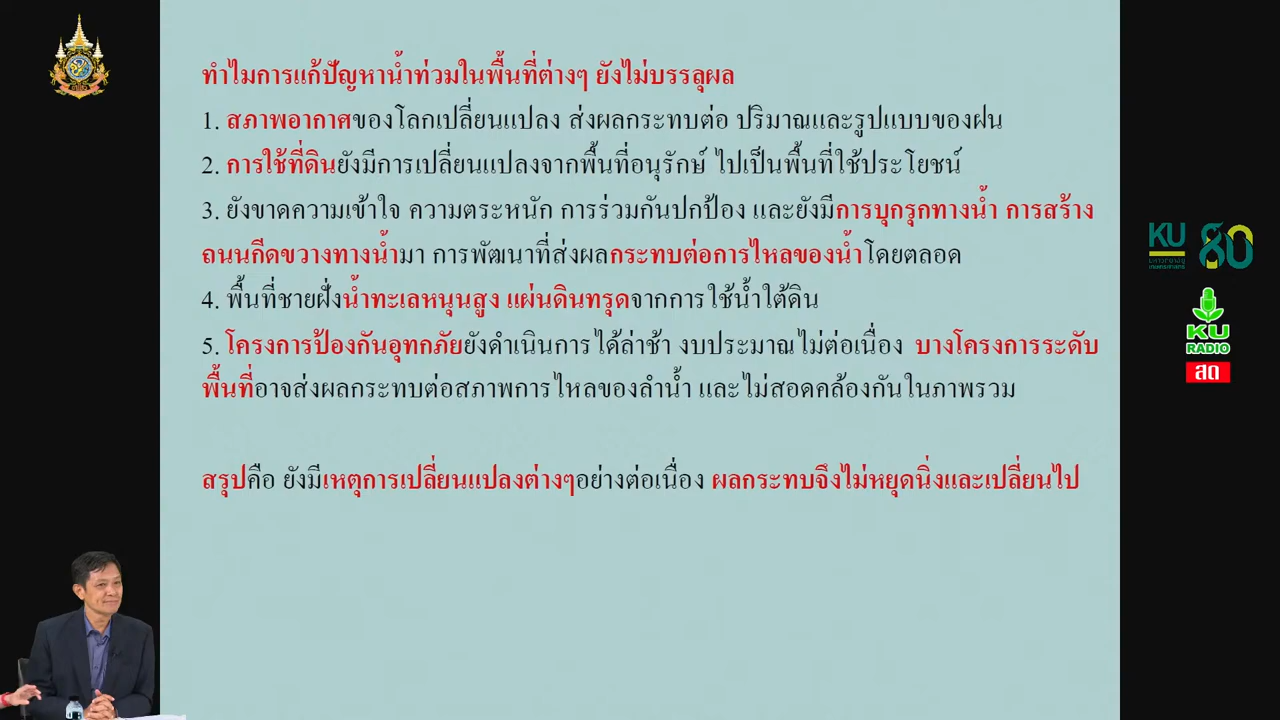 ทำไมการแก้ปัญหาน้ำท่วมในพื้นที่ต่างๆ ยังไม่บรรลุผล
1. สภาพอากาศของโลกเปลี่ยนแปลง ส่งผลกระทบต่อ ปริมาณและรูปแบบของฝน
2. การใช้ที่ดินยังมีการเปลี่ยนแปลงจากพื้นที่อนุรักษ์ ไปเป็นพื้นที่ใช้ประโยชน์
3. ยังขาดความเข้าใจ ความตระหนัก การร่วมกันปกป้อง และยังมีการบุกรุกทางน้ำ การสร้าง
ถนนกีดขวางทางน้ำมา การพัฒนาที่ส่งผลกระทบต่อการไหลของน้ำโดยตลอด
4. พื้นที่ชายฝั่งน้ำทะเลหนุนสูง แผ่นดินทรุดจากการใช้น้ำใต้ดิน
5. โครงการป้องกันอุทกภัยยังดำเนินการได้ล่าช้า งบประมาณไม่ต่อเนื่อง บางโครงการระดับ
พื้นที่อาจส่งผลกระทบต่อสภาพการไหลของลำน้ำ และไม่สอดคล้องกันในภาพรวม
สรุปคือ ยังมีเหตุการเปลี่ยนแปลงต่างๆอย่างต่อเนื่อง ผลกระทบจึงไม่หยุดนิ่งและเปลี่ยนไป
KU 80
มหาวิทยาลัย
เกษตรศาสตร์
KU
RADIO
สด